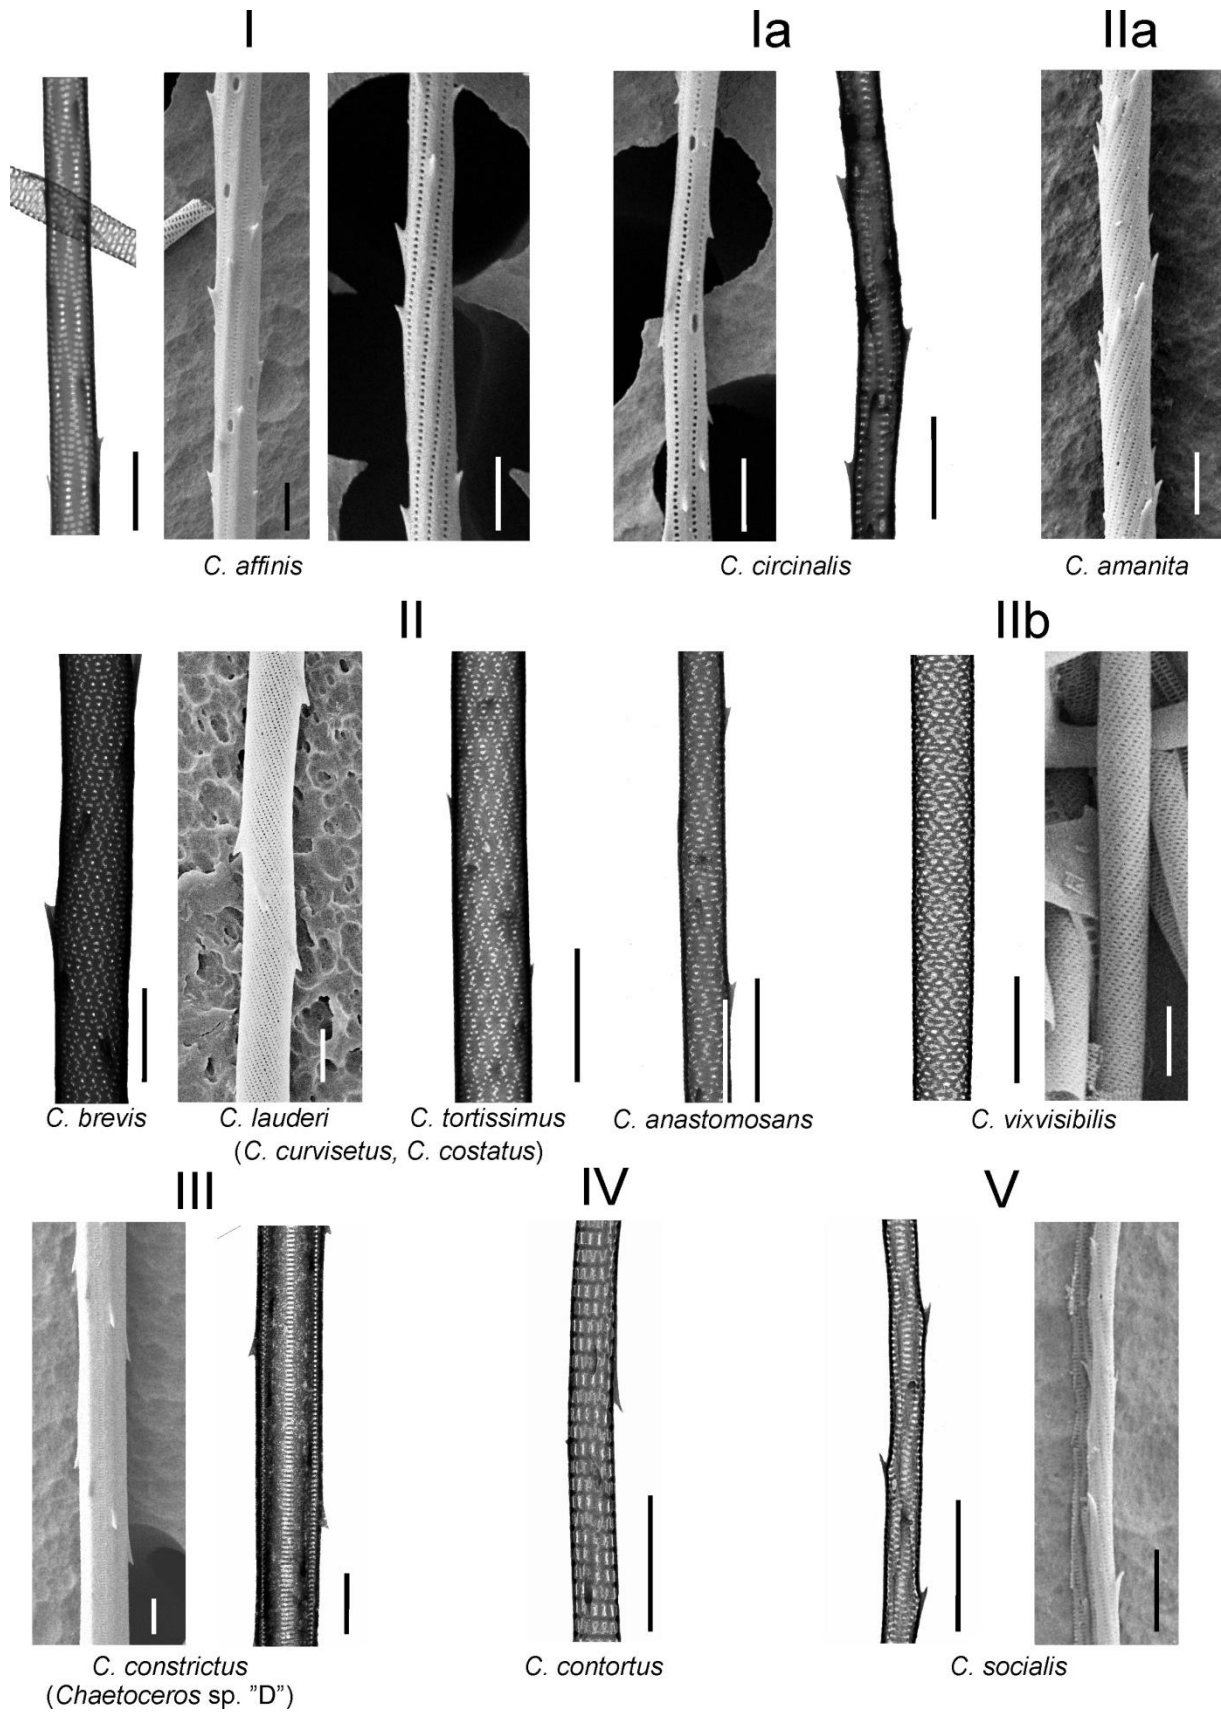 I
Ia
IIa
C. affinis
C. circinalis
C. amanita
II
IIb
C. brevis
C. lauderi
C. tortissimus
C. anastomosans
C. vixvisibilis
(C. curvisetus, C. costatus)
III
IV
V
C. constrictus
C. contortus
C. socialis
(Chaetoceros sp. ”D”)